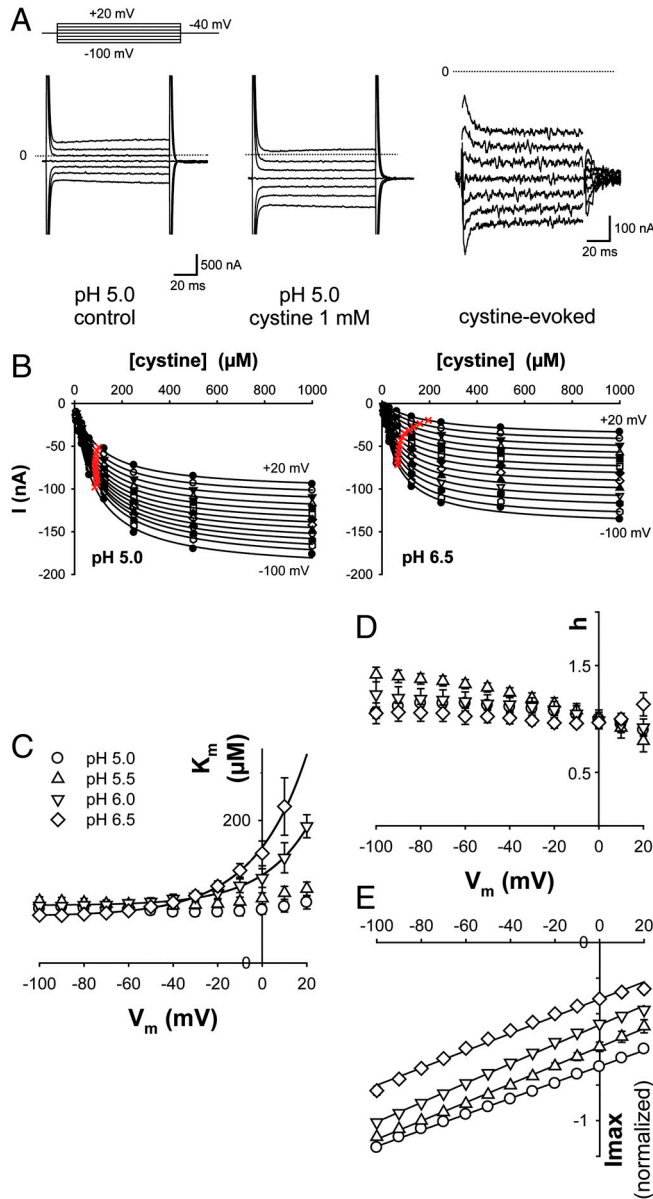 A
+20 mV
-40 mV
-100 mV
0
0
500 nA
20 ms
100 nA
20 ms
pH 5.0
control
pH 5.0
cystine 1 mM
cystine-evoked
B
[cystine] (µM)
0 200 400 600 800 1000
0
-50
-100
-150
-200
I (nA)
+20 mV
-100 mV
pH 5.0
[cystine] (µM)
0 200 400 600 800 1000
0
-50
-100
-150
-200
+20 mV
-100 mV
pH 6.5
C
pH 5.0
pH 5.5
pH 6.0
pH 6.5
Km
(µM)
200
0
-100 -80 -60 -40 -20 0 20
Vm (mV)
D
h
1.5
0.5
-100 -80 -60 -40 -20 0 20
Vm (mV)
E
-100 -80 -60 -40 -20 0 20
0
-1
Imax
(normalized)